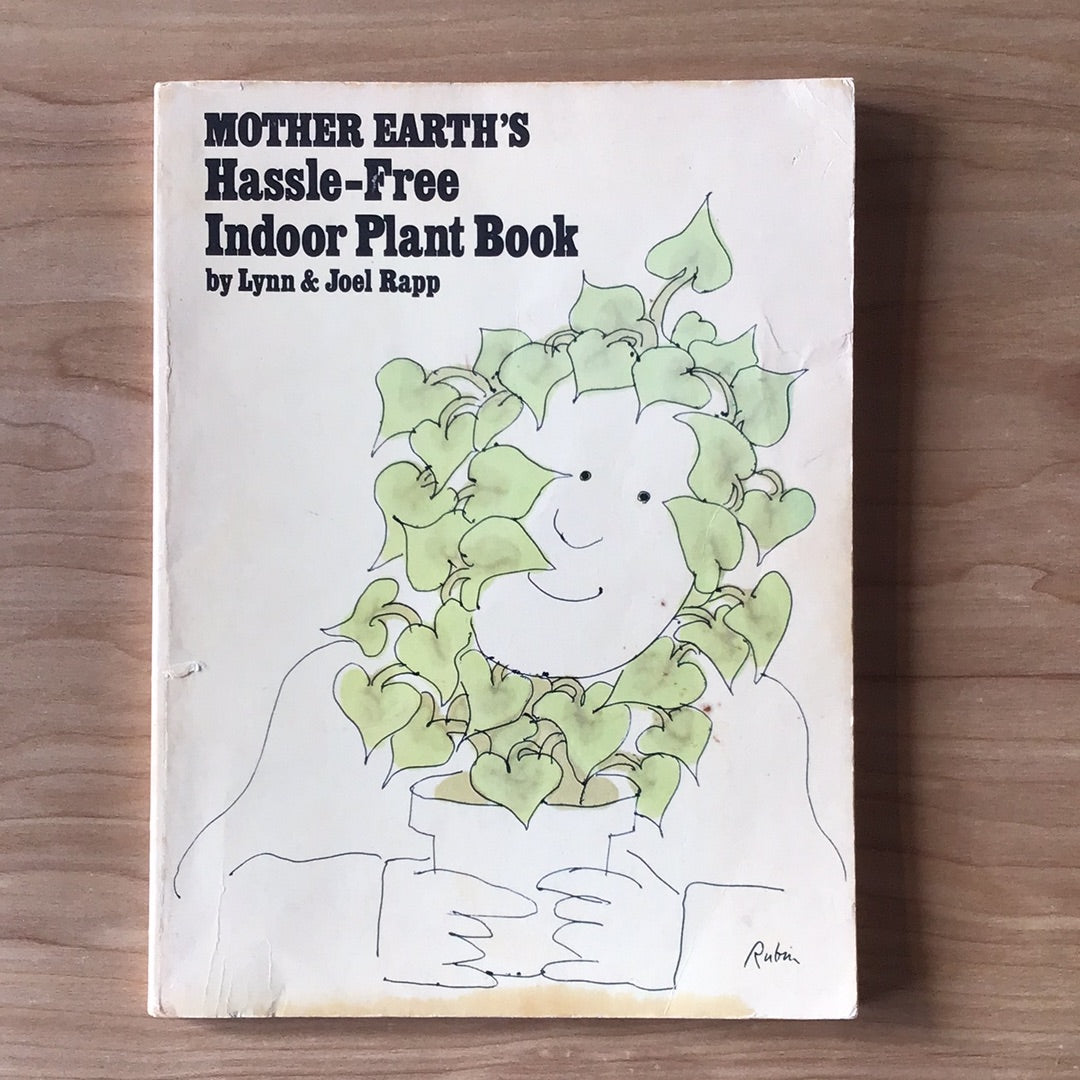 MOTHER EARTH'S
Hassle-Free
Indoor Plant Book
by Lynn & Joel Rapp
Rubin